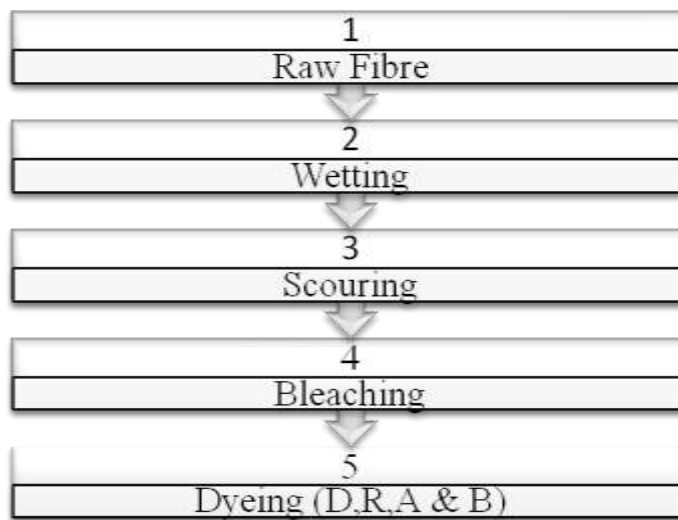 1
Raw Fibre
2
Wetting
3
Scouring
4
Bleaching
5
Dyeing (D,R,A & B)